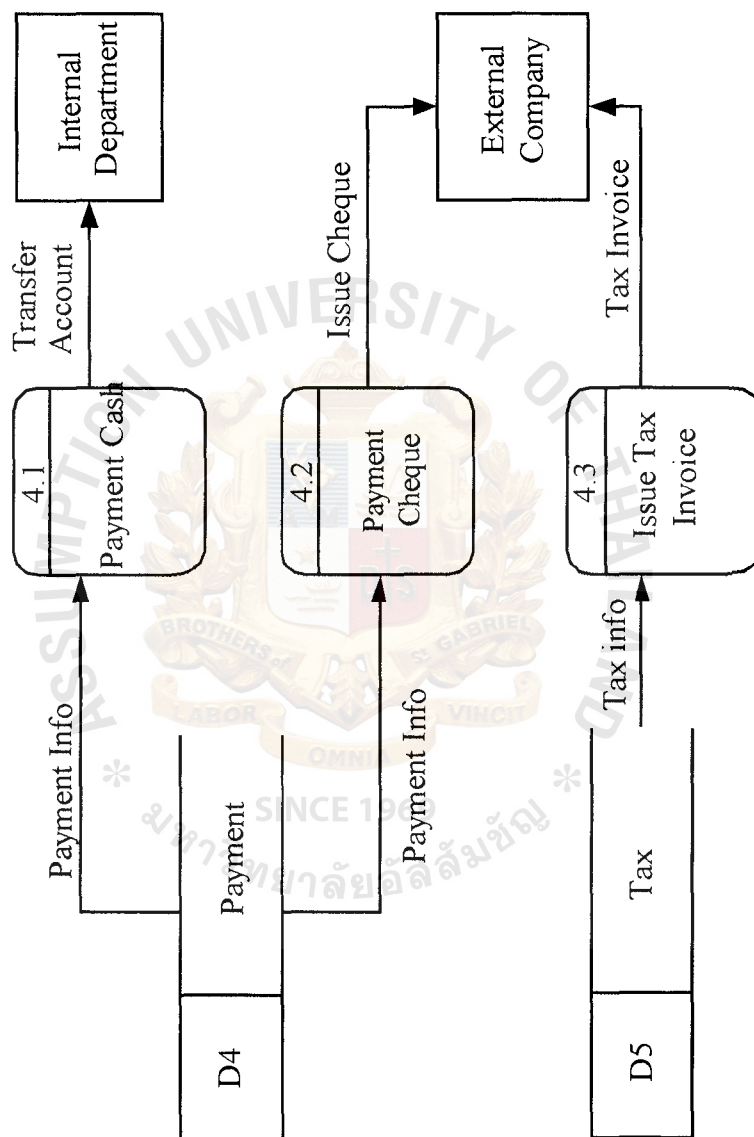 D4
Payment
Payment Info
Payment Info
4.1
Payment Cash
Transfer
Account
Internal
Department
4.2
Payment
Cheque
Issue Cheque
External
Company
D5
Tax
Tax info
4.3
Issue Tax
Invoice
Tax Invoice
ASSUMPTION UNIVERSITY OF THAILAND
BROTHERS of St GABRIEL
LABOR
OMNIA
VINCIT
SINCE 1969
มหาวิทยาลัยอัสสัมชัญ